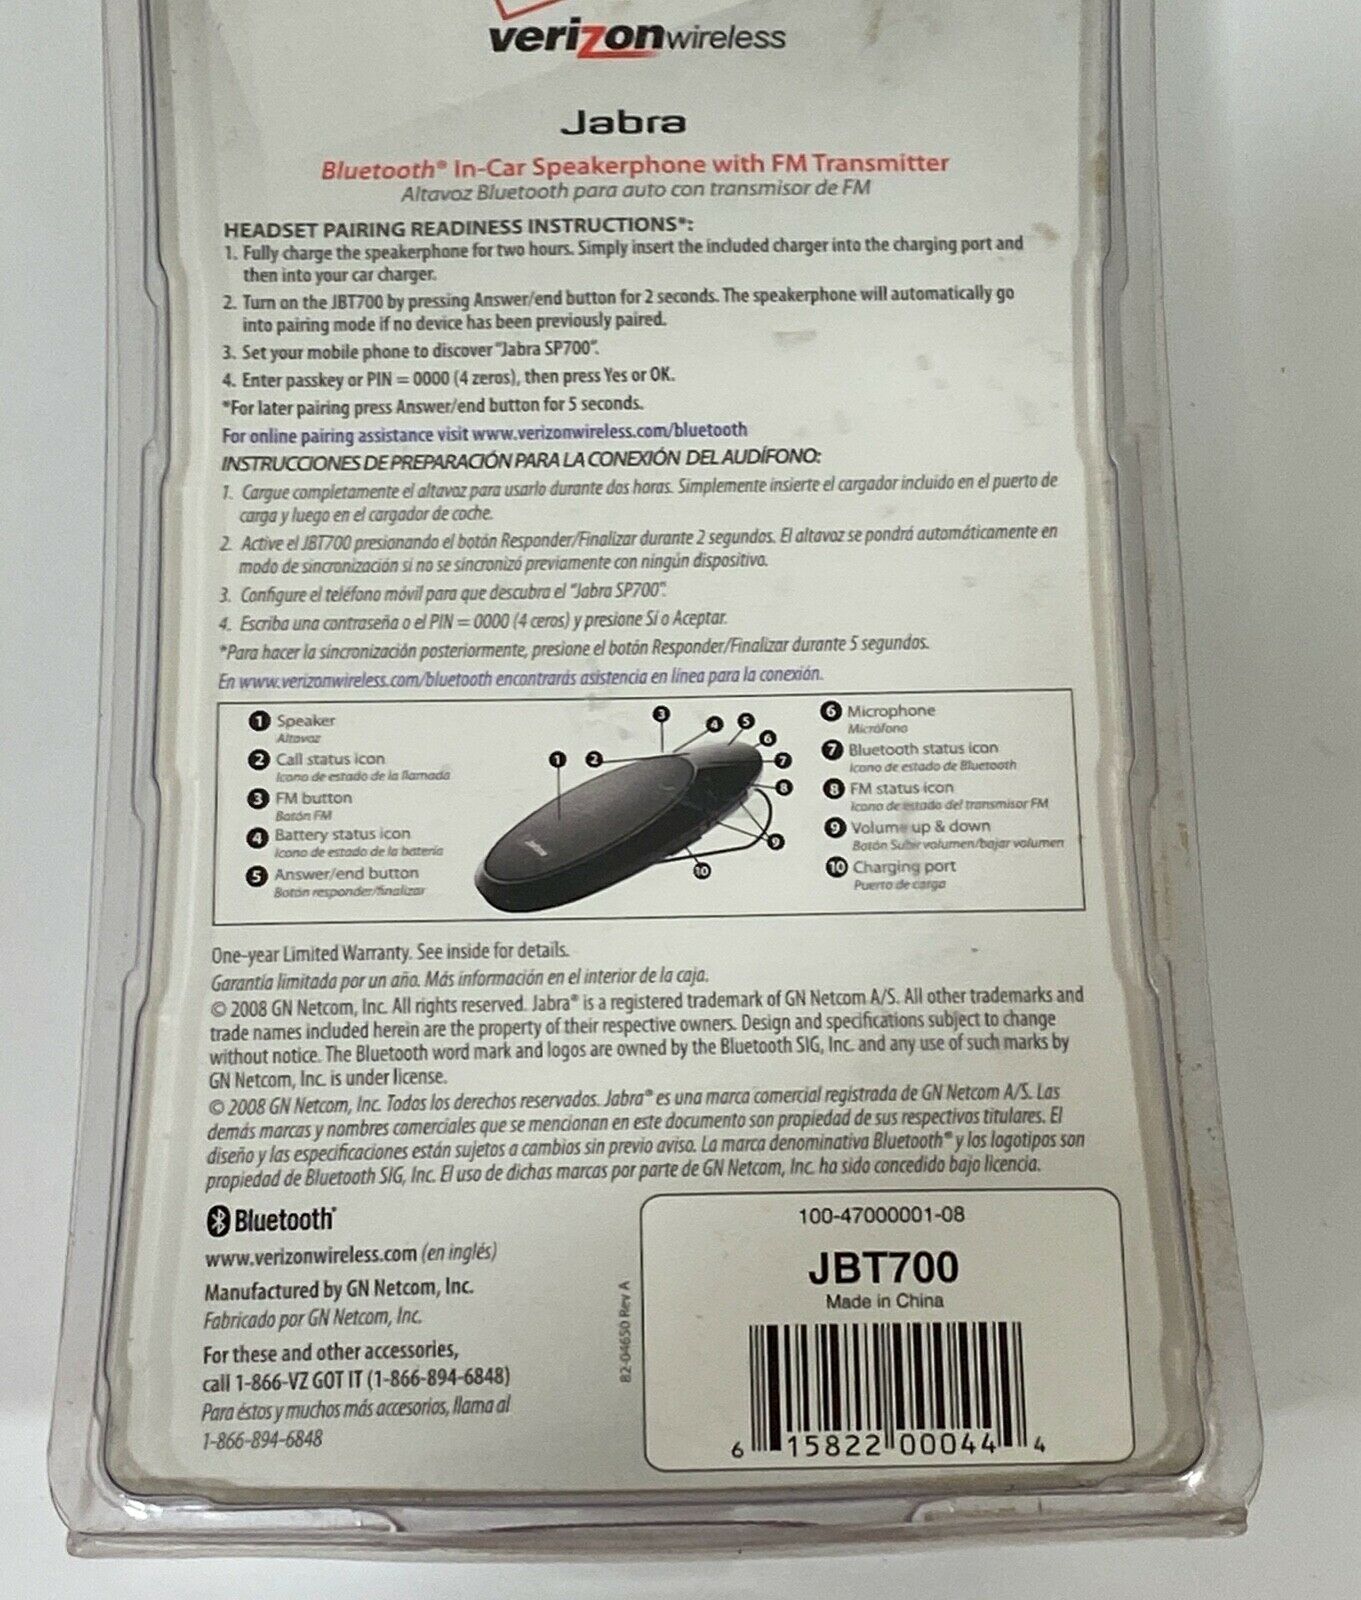 verizonwireless
Jabra
Bluetooth® In-Car Speakerphone with FM Transmitter
Altavoz Bluetooth para auto con transmisor de FM
HEADSET PAIRING READINESS INSTRUCTIONS*:
1. Fully charge the speakerphone for two hours. Simply insert the included charger into the charging port and
then into your car charger.
2. Turn on the JBT700 by pressing Answer/end button for 2 seconds. The speakerphone will automatically go
into pairing mode if no device has been previously paired.
3. Set your mobile phone to discover "Jabra SP700".
4. Enter passkey or PIN = 0000 (4 zeros), then press Yes or OK.
*For later pairing press Answer/end button for 5 seconds.
For online pairing assistance visit www.verizonwireless.com/bluetooth
INSTRUCCIONES DE PREPARACIÓN PARA LA CONEXIÓN DEL AUDÍFONO:
1. Cargue completamente el altavoz para usarlo durante dos horas. Simplemente insierte el cargador incluido en el puerto de
carga y luego en el cargador de coche.
2. Active el JBT700 presionando el botón Responder/Finalizar durante 2 segundos. El altavoz se pondrá automáticamente en
modo de sincronización si no se sincronizó previamente con ningún dispositivo.
3. Configure el teléfono móvil para que descubra el "Jabra SP700".
4. Escriba una contraseña o el PIN = 0000 (4 ceros) y presione Sí o Aceptar.
*Para hacer la sincronización posteriormente, presione el botón Responder/Finalizar durante 5 segundos.
En www.verizonwireless.com/bluetooth encontrarás asistencia en línea para la conexión.
1 Speaker
Altavoz
2 Call status icon
Icono de estado de la llamada
3 FM button
Botón FM
4 Battery status icon
Icono de estado de la batería
5 Answer/end button
Botón responder/finalizar
1 2 3 4 5 6 7 8 9 10
Jabra
6 Microphone
Micrófono
7 Bluetooth status icon
Icono de estado de Bluetooth
8 FM status icon
Icono de estado del transmisor FM
9 Volume up & down
Botón Subir volumen/bajar volumen
10 Charging port
Puerto de carga
One-year Limited Warranty. See inside for details.
Garantía limitada por un año. Más información en el interior de la caja.
© 2008 GN Netcom, Inc. All rights reserved. Jabra® is a registered trademark of GN Netcom A/S. All other trademarks and
trade names included herein are the property of their respective owners. Design and specifications subject to change
without notice. The Bluetooth word mark and logos are owned by the Bluetooth SIG, Inc. and any use of such marks by
GN Netcom, Inc. is under license.
© 2008 GN Netcom, Inc. Todos los derechos reservados. Jabra® es una marca comercial registrada de GN Netcom A/S. Las
demás marcas y nombres comerciales que se mencionan en este documento son propiedad de sus respectivos titulares. El
diseño y las especificaciones están sujetos a cambios sin previo aviso. La marca denominativa Bluetooth® y los logotipos son
propiedad de Bluetooth SIG, Inc. El uso de dichas marcas por parte de GN Netcom, Inc. ha sido concedido bajo licencia.
Bluetooth®
www.verizonwireless.com (en inglés)
Manufactured by GN Netcom, Inc.
Fabricado por GN Netcom, Inc.
For these and other accessories,
call 1-866-VZ GOT IT (1-866-894-6848)
Para éstos y muchos más accesorios, llama al
1-866-894-6848
82-04650 Rev A
100-47000001-08
JBT700
Made in China
6 15822 00044 4